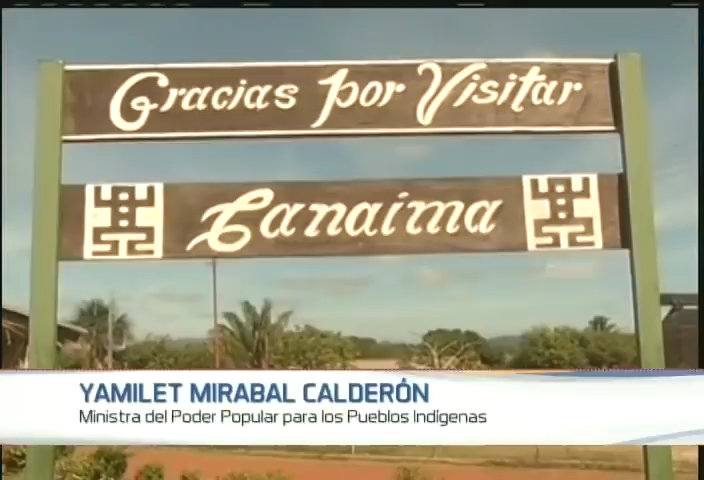 Gracias por Visitar
Canaima
YAMILET MIRABAL CALDERÓN
Ministra del Poder Popular para los Pueblos Indígenas